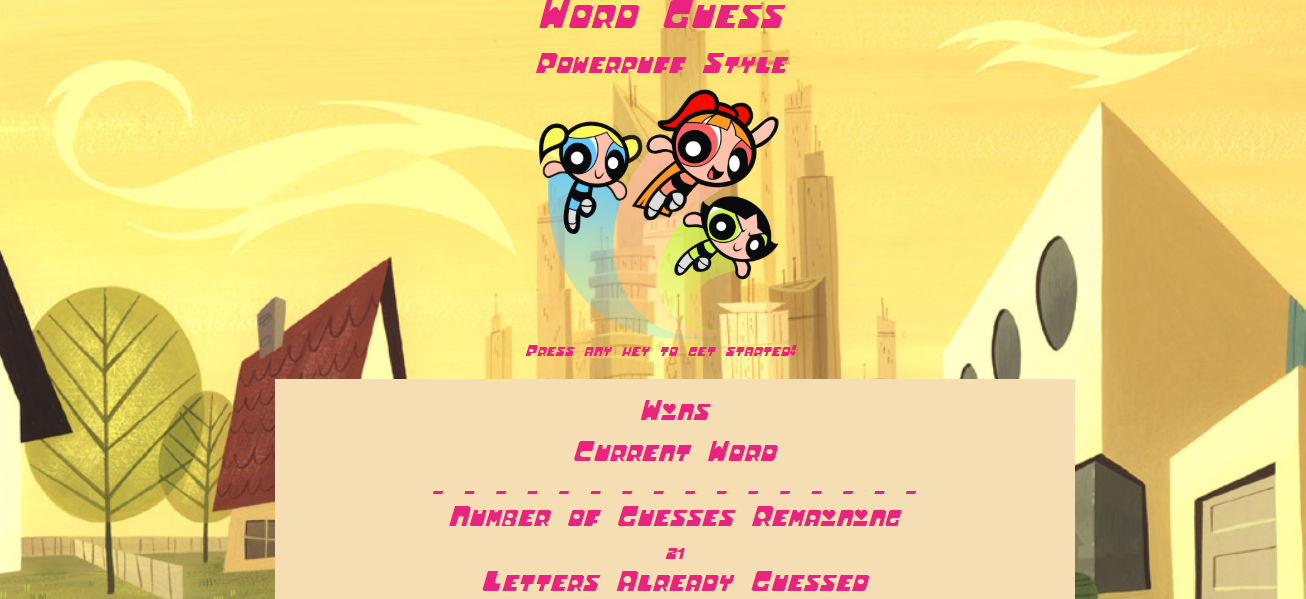 Word Guess
Powerpuff Style
Press any key to get started!
Wins
Current Word
_ _ _ _ _ _ _ _ _ _ _ _ _ _ _ _
Number of Guesses Remaining
21
Letters Already Guessed